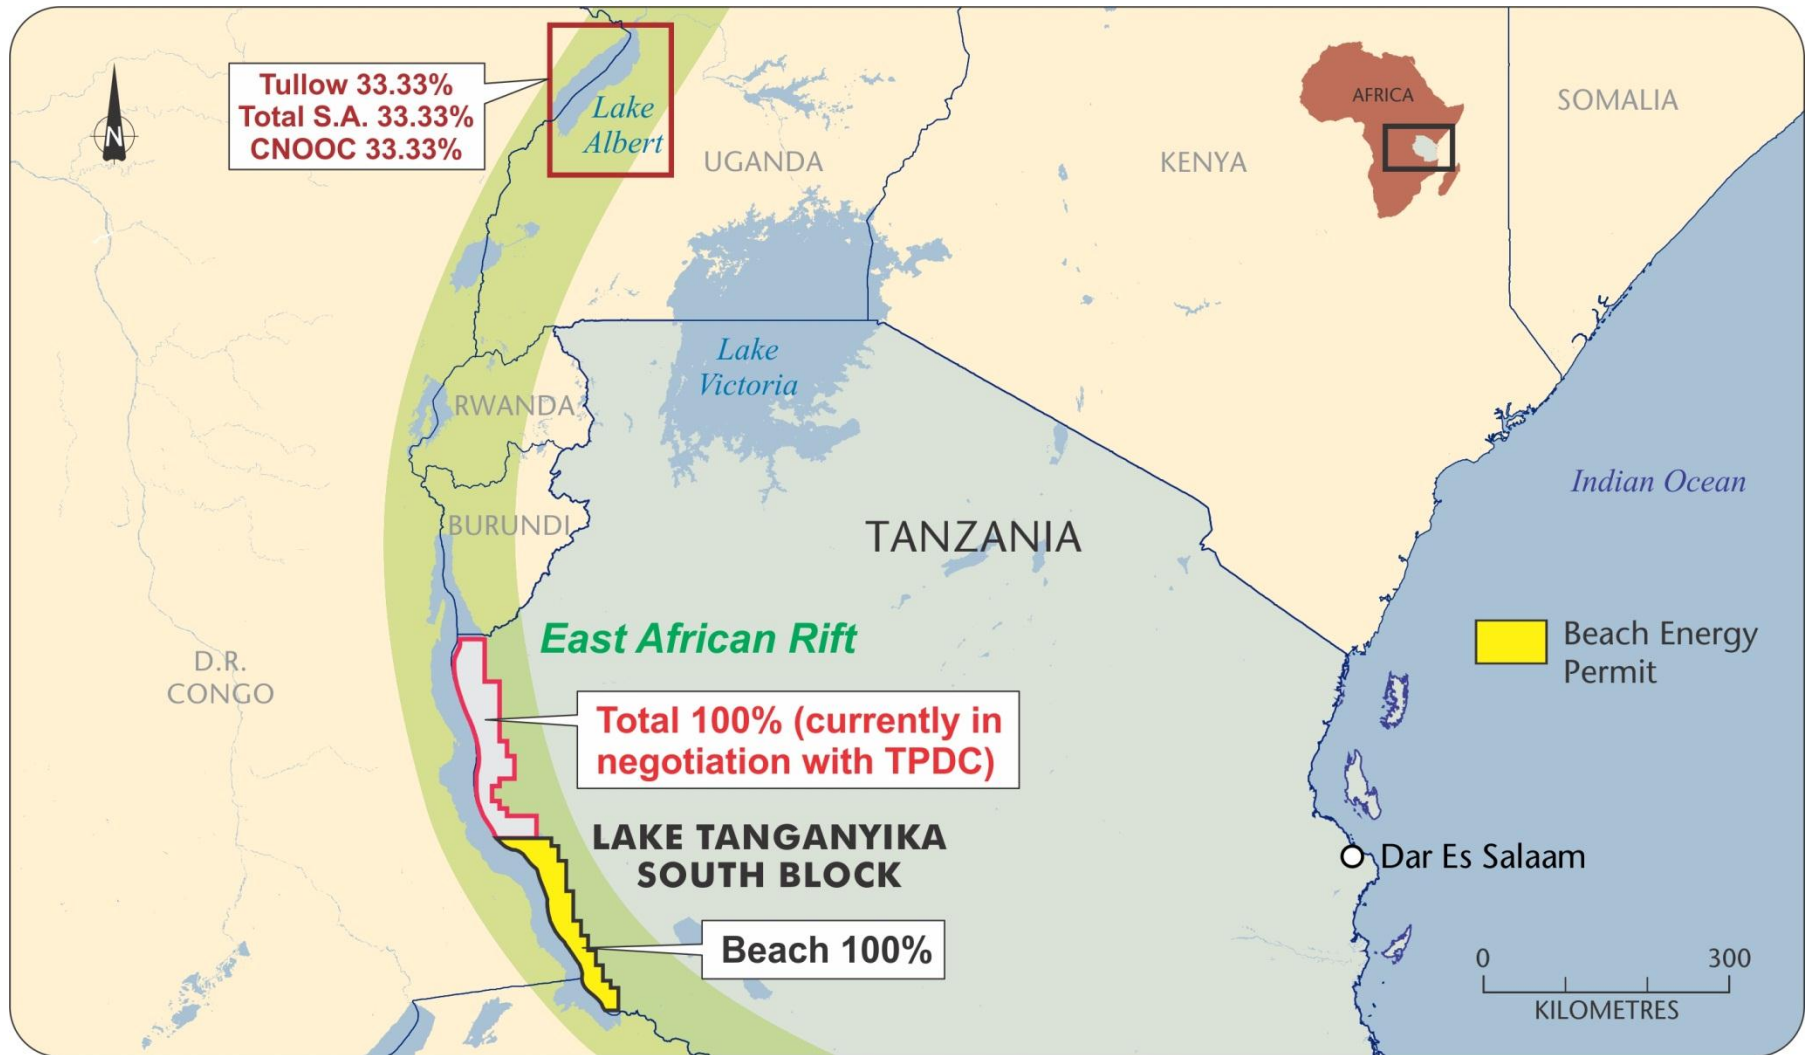 Tullow 33.33%
Total S.A. 33.33%
CNOOC 33.33%
N
Lake
Albert
UGANDA
KENYA
AFRICA
SOMALIA
Lake
Victoria
RWANDA
BURUNDI
TANZANIA
Indian Ocean
East African Rift
D.R.
CONGO
Beach Energy
Permit
Total 100% (currently in
negotiation with TPDC)
LAKE TANGANYIKA
SOUTH BLOCK
Dar Es Salaam
Beach 100%
0 300
KILOMETRES